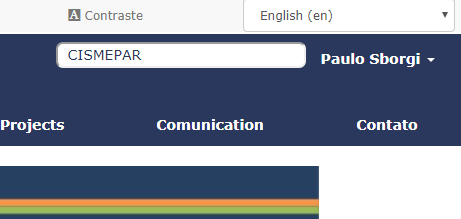 A Contraste English (en)
CISMEPAR Paulo Sborgi
Projects Comunication Contato